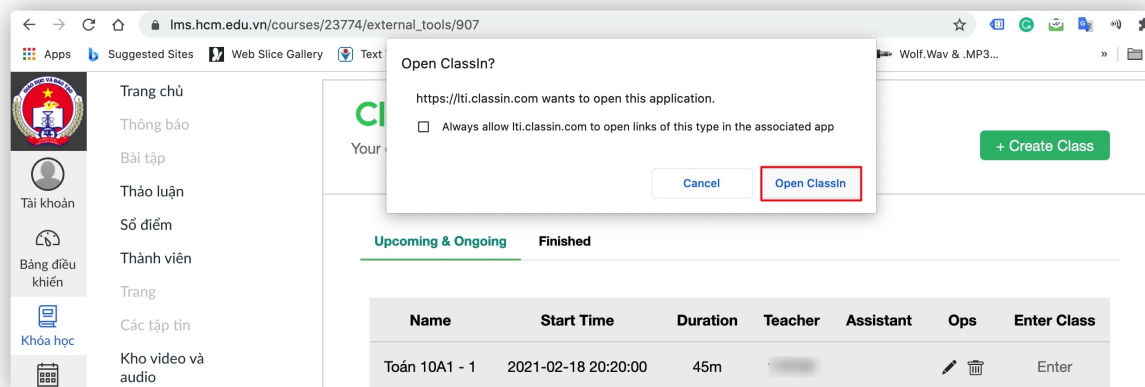 lms.hcm.edu.vn/courses/23774/external_tools/907
Apps
Suggested Sites
Web Slice Gallery
Text
Wolf.Wav & .MP3...
»
Open ClassIn?
https://lti.classin.com wants to open this application.
Always allow lti.classin.com to open links of this type in the associated app
Cancel
Open ClassIn
Trang chủ
Thông báo
Bài tập
Thảo luận
Sổ điểm
Thành viên
Trang
Các tập tin
Kho video và
audio
Tài khoản
Bảng điều
khiển
Khóa học
Cl
Your
+ Create Class
Upcoming & Ongoing
Finished
Name Start Time Duration Teacher Assistant Ops Enter Class
Toán 10A1 - 1 2021-02-18 20:20:00 45m Enter